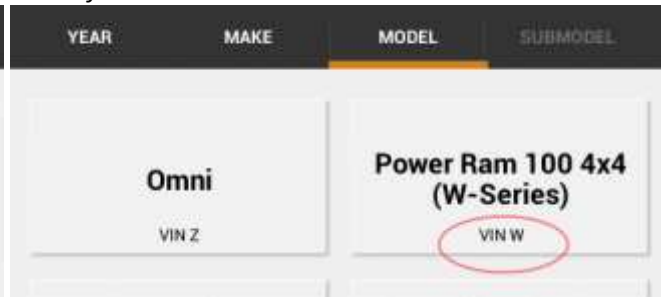 YEAR MAKE MODEL SUBMODEL
Omni
VIN Z
Power Ram 100 4x4
(W-Series)
VIN W